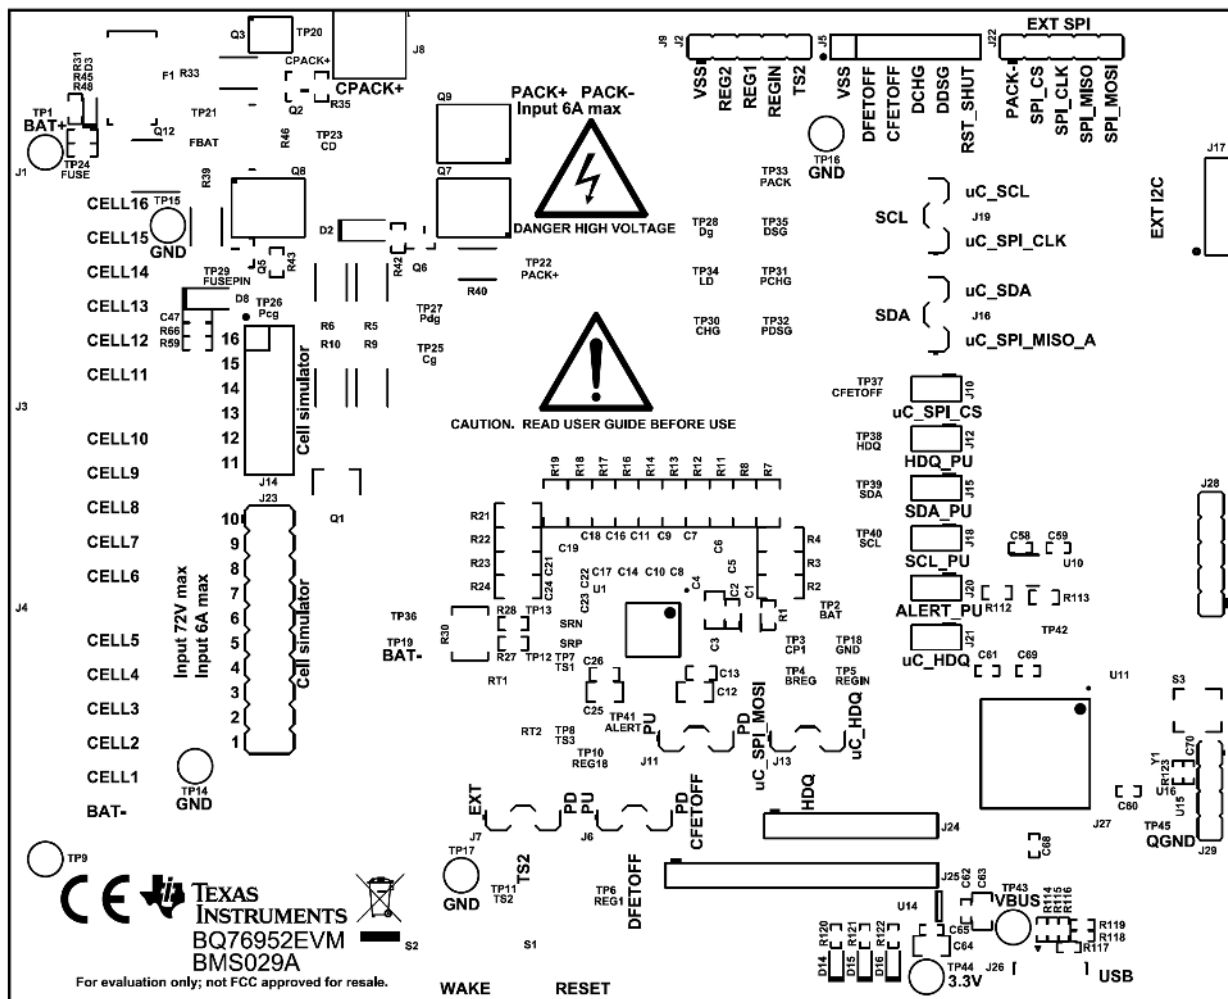 EXT SPI
Q3
TP20
J8
CPACK+
CPACK+
R31
R45
R48
D3
F1
R33
Q2
R35
TP1
BAT+
TP21
FBAT
Q12
R46
TP23
CD
TP24
FUSE
J1
R39
Q9
Q7
PACK+ PACK-
Input 6A max
DANGER HIGH VOLTAGE
J9
J2
VSS
REG2
REG1
REGIN
TS2
J5
VSS
DFETOFF
CFETOFF
DCHG
DDSG
RST_SHUT
J22
PACK-
SPI_CS
SPI_CLK
SPI_MISO
SPI_MOSI
TP16
GND
J17
EXT I2C
TP33
PACK
TP28
Dg
TP35
DSG
TP34
LD
TP31
PCHG
TP30
CHG
TP32
PDSG
uC_SCL
SCL
J19
uC_SPI_CLK
uC_SDA
SDA
J16
uC_SPI_MISO_A
CELL16
CELL15
CELL14
CELL13
CELL12
CELL11
CELL10
CELL9
CELL8
CELL7
CELL6
CELL5
CELL4
CELL3
CELL2
CELL1
BAT-
TP15
GND
Q8
D2
Q5
R43
R42
Q6
R40
TP22
PACK+
TP29
FUSEPIN
D8
TP26
Pcg
TP27
Pdg
TP25
Cg
C47
R66
R59
R6
R10
R5
R9
16
15
14
13
12
11
Cell simulator
J14
J3
J4
CAUTION. READ USER GUIDE BEFORE USE
TP37
CFETOFF
J10
uC_SPI_CS
TP38
HDQ
J12
HDQ_PU
TP39
SDA
J15
SDA_PU
TP40
SCL
J18
SCL_PU
J20
ALERT_PU
J21
uC_HDQ
J23
10
9
8
7
6
5
4
3
2
1
Cell simulator
Input 72V max
Input 6A max
Q1
R19
R18
R17
R16
R14
R13
R12
R11
R8
R7
R21
R22
R23
R24
C18
C16
C11
C9
C7
C19
C6
C21
C24
C22
C23
C17
C14
C10
C8
C5
C4
C2
C1
C3
U1
R4
R3
R2
R1
TP2
BAT
TP36
TP19
BAT-
R30
R28
TP13
SRN
R27
TP12
SRP
TP7
TS1
RT1
C26
C25
C13
C12
TP3
CP1
TP18
GND
TP4
BREG
TP5
REGIN
RT2
TP8
TS3
TP41
ALERT
TP10
REG18
PU
PD
J11
uC_SPI_MOSI
J13
uC_HDQ
HDQ
C58
C59
U10
R112
R113
TP42
C61
C69
U11
S3
J28
TP14
GND
EXT
PD
J7
TS2
PU
PD
J6
CFETOFF
DFETOFF
J24
J25
C60
J27
Y1
R123
C70
U16
U15
TP45
QGND
J29
C68
TP9
TP17
GND
TP11
TS2
TP6
REG1
S1
S2
C62
C63
TP43
VBUS
U14
C65
C64
R114
R115
R116
R119
R118
R117
R120
R121
R122
D14
D15
D16
TP44
3.3V
J26
USB
CE
TEXAS
INSTRUMENTS
BQ76952EVM
BMS029A
For evaluation only; not FCC approved for resale.
WAKE
RESET